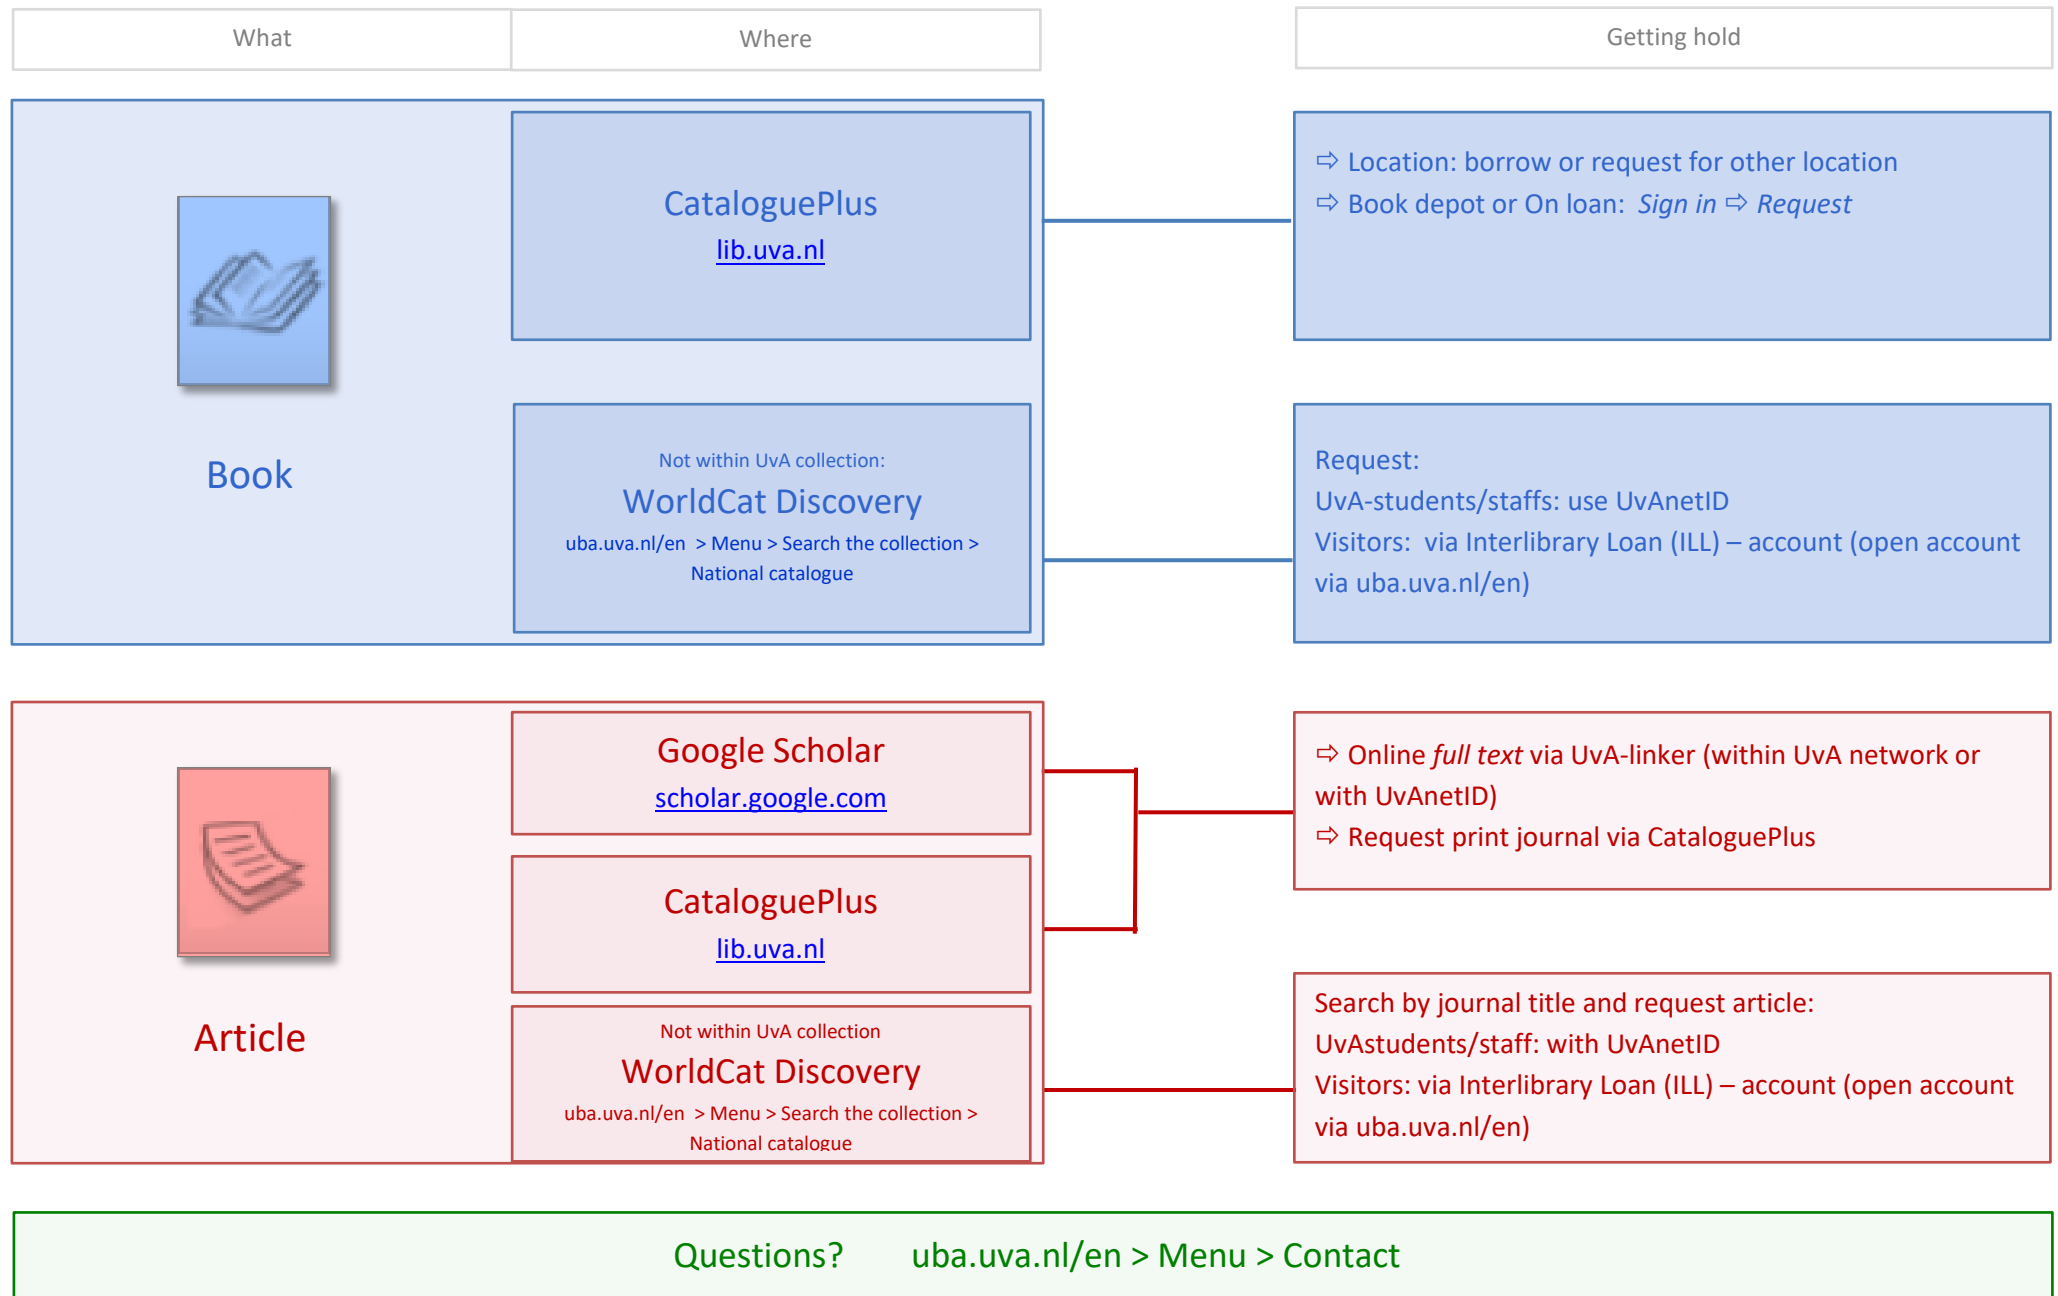 What
Where
Getting hold
Book
CataloguePlus
lib.uva.nl
⇨ Location: borrow or request for other location
⇨ Book depot or On loan: Sign in ⇨ Request
Not within UvA collection:
WorldCat Discovery
uba.uva.nl/en > Menu > Search the collection >
National catalogue
Request:
UvA-students/staffs: use UvAnetID
Visitors: via Interlibrary Loan (ILL) – account (open account
via uba.uva.nl/en)
Article
Google Scholar
scholar.google.com
CataloguePlus
lib.uva.nl
⇨ Online full text via UvA-linker (within UvA network or
with UvAnetID)
⇨ Request print journal via CataloguePlus
Not within UvA collection
WorldCat Discovery
uba.uva.nl/en > Menu > Search the collection >
National catalogue
Search by journal title and request article:
UvAstudents/staff: with UvAnetID
Visitors: via Interlibrary Loan (ILL) – account (open account
via uba.uva.nl/en)
Questions? uba.uva.nl/en > Menu > Contact